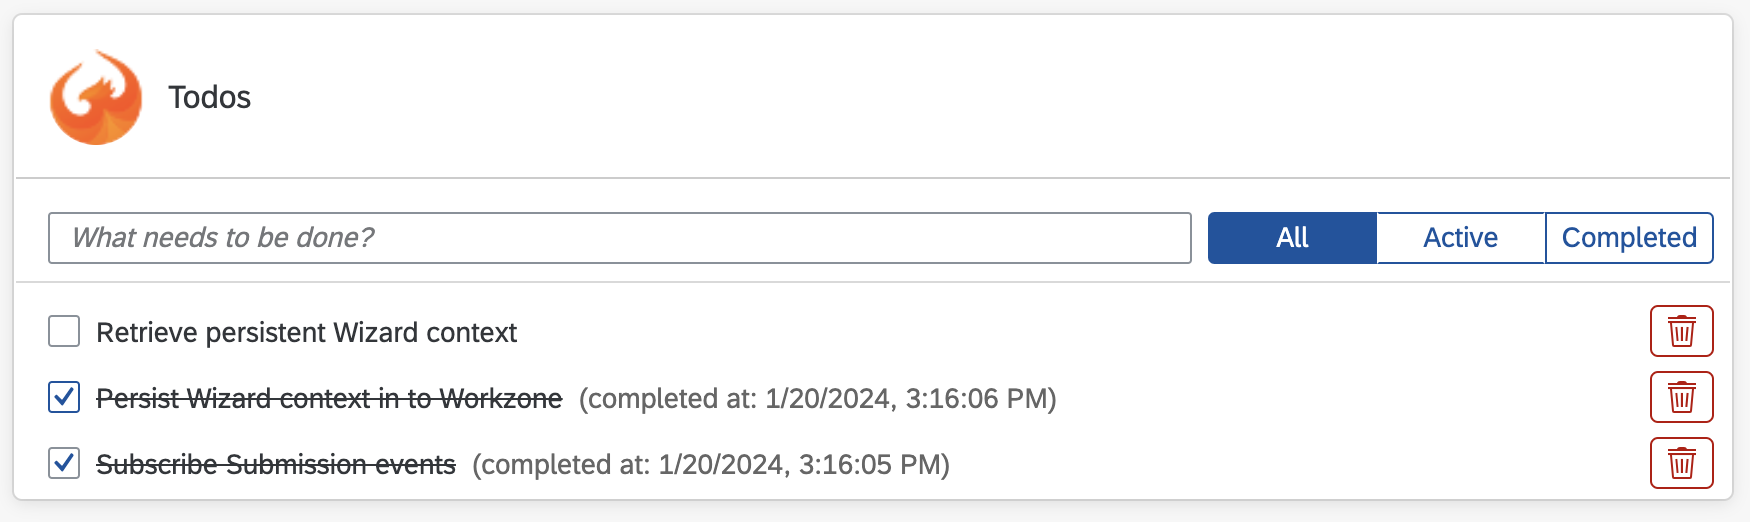 Todos
What needs to be done? All Active Completed
Retrieve persistent Wizard context
Persist Wizard context in to Workzone (completed at: 1/20/2024, 3:16:06 PM)
Subscribe Submission events (completed at: 1/20/2024, 3:16:05 PM)